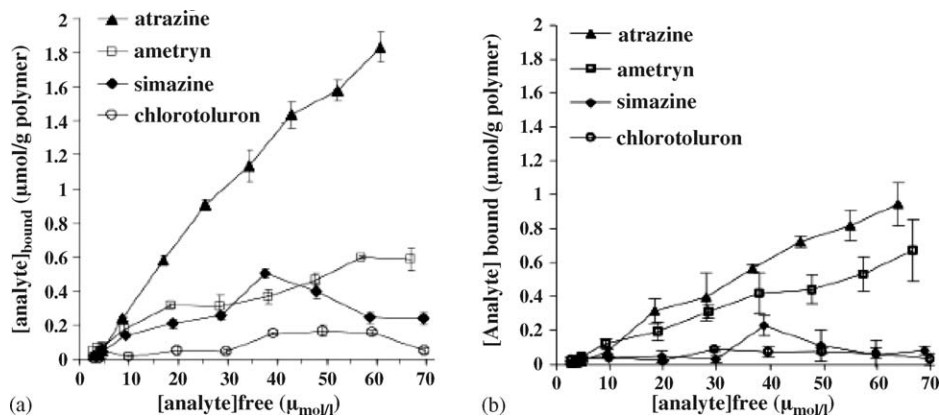 2
1.8
1.6
1.4
1.2
1
0.8
0.6
0.4
0.2
0
[analyte]bound (μmol/g polymer)
atrazine
ametryn
simazine
chlorotoluron
0 10 20 30 40 50 60 70
[analyte]free (μmol/l)
(a)
2
1.8
1.6
1.4
1.2
1
0.8
0.6
0.4
0.2
0
[Analyte] bound (μmol/g polymer)
atrazine
ametryn
simazine
chlorotoluron
0 10 20 30 40 50 60 70
[analyte]free (μmol/l)
(b)